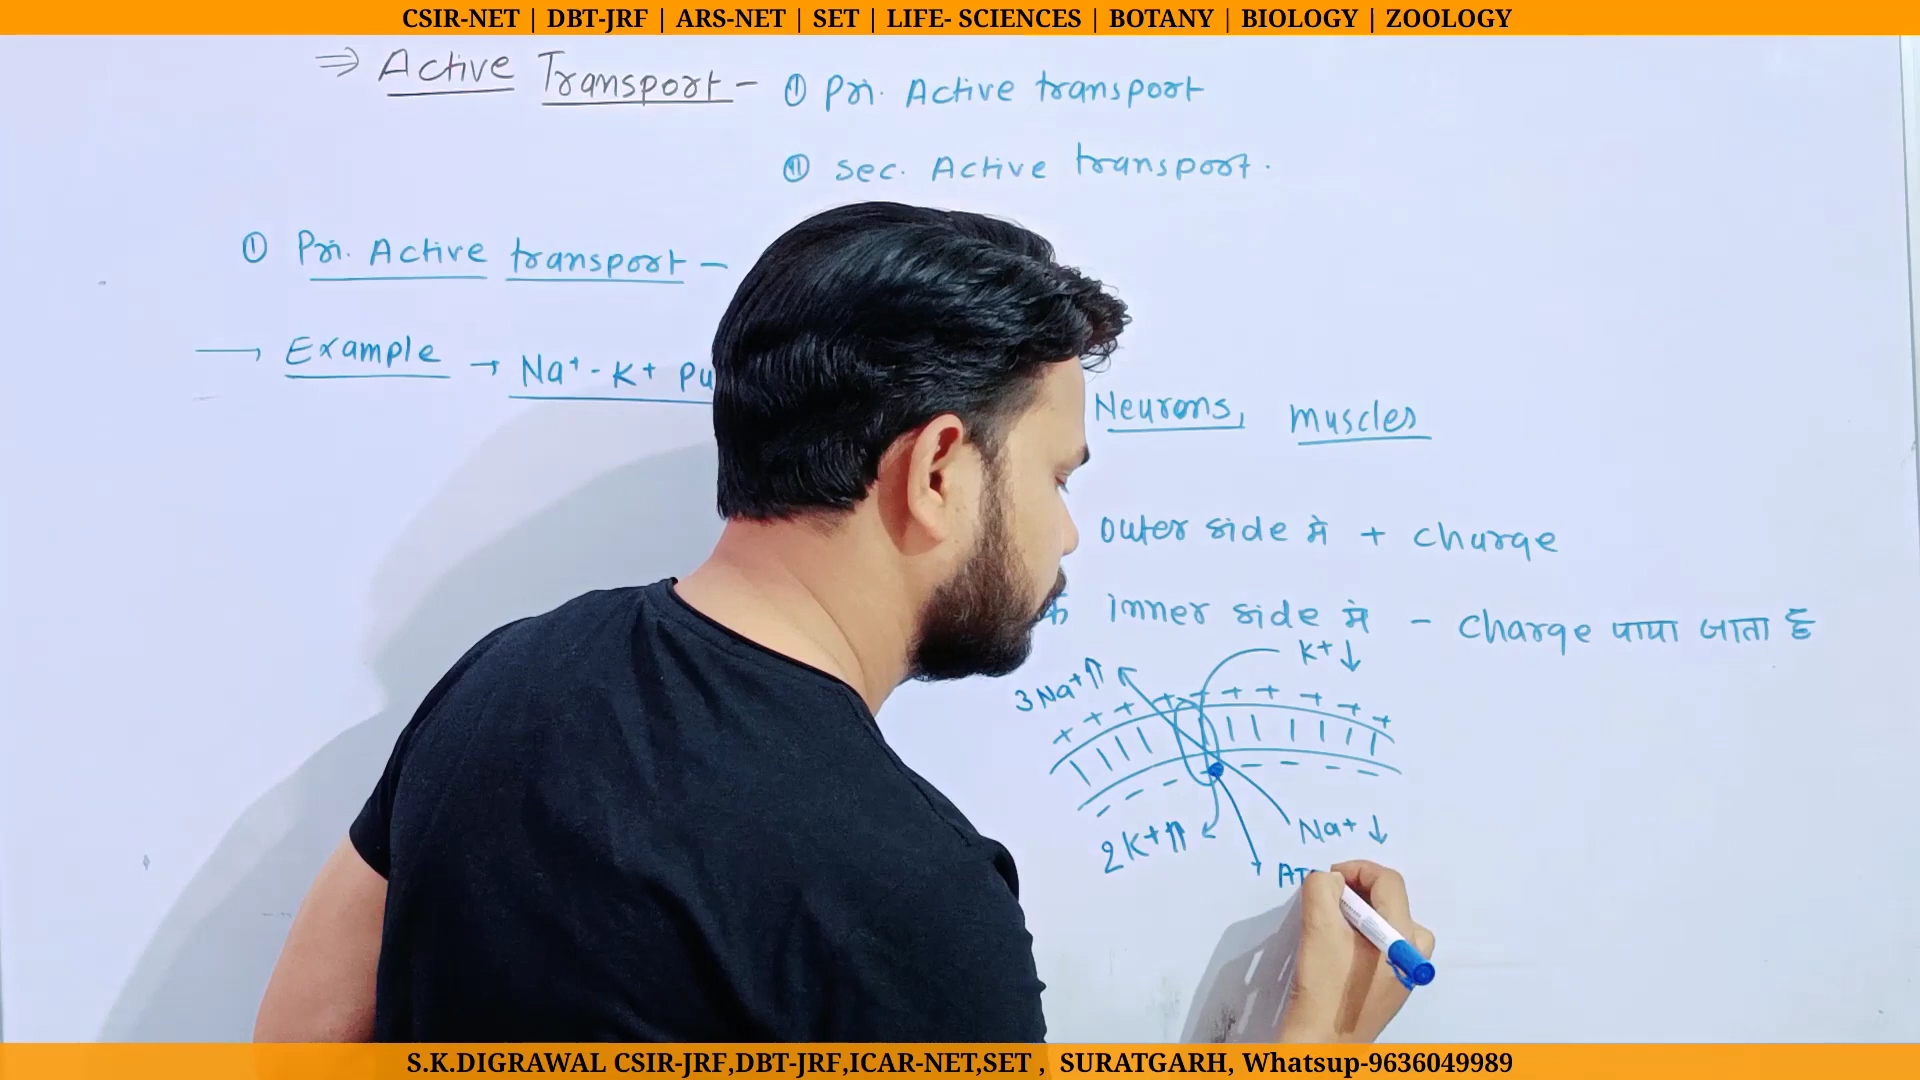 CSIR-NET | DBT-JRF | ARS-NET | SET | LIFE- SCIENCES | BOTANY | BIOLOGY | ZOOLOGY
⇒ Active Transport - ① Pri. Active transport
② Sec. Active transport.
① Pri. Active transport -
→ Example → Na⁺ - K⁺ Pu
Neurons, muscles
outer side में + charge
inner side में - charge पाया जाता है
K+ ↓
3Na+ ⇑
+ + + + + + + + + +
- - - - - - - -
2K+ ⇑
Na+ ↓
AT
S.K.DIGRAWAL CSIR-JRF,DBT-JRF,ICAR-NET,SET , SURATGARH, Whatsup-9636049989